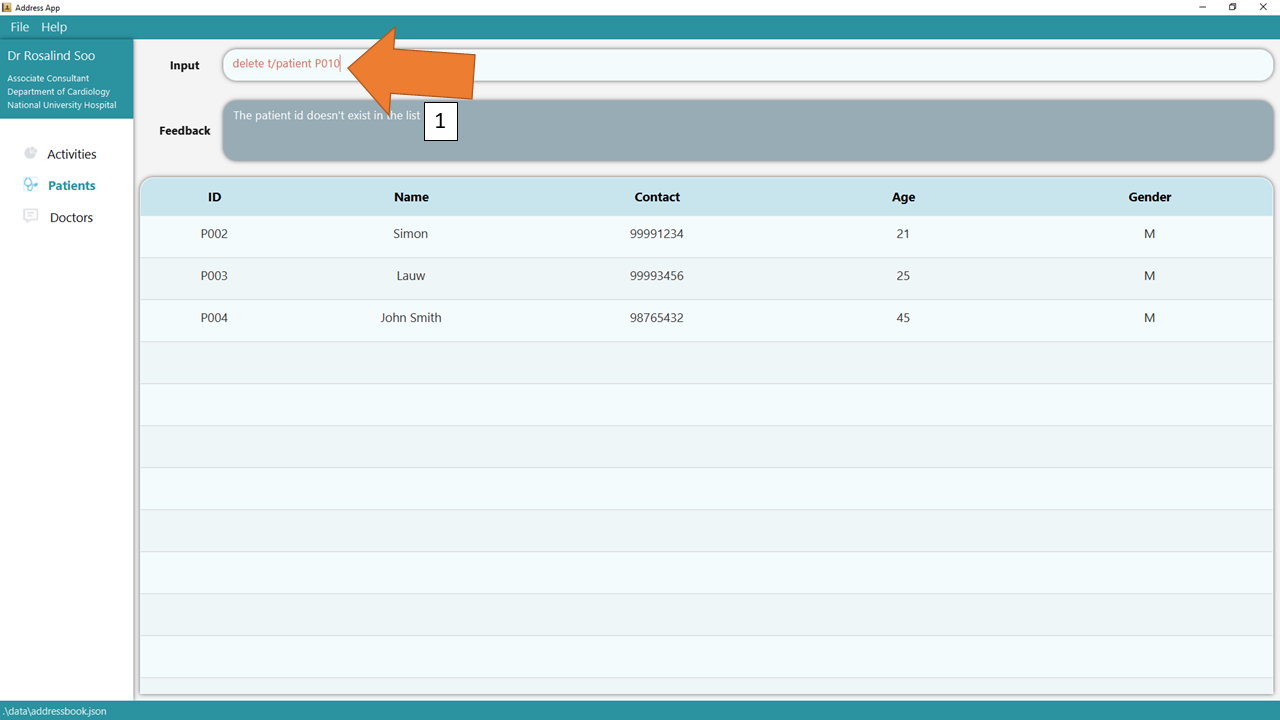 Address App
File Help
Dr Rosalind Soo
Associate Consultant
Department of Cardiology
National University Hospital
Activities
Patients
Doctors
Input
delete t/patient P010
1
Feedback
The patient id doesn't exist in the list
ID Name Contact Age Gender
P002 Simon 99991234 21 M
P003 Lauw 99993456 25 M
P004 John Smith 98765432 45 M
.\data\addressbook.json